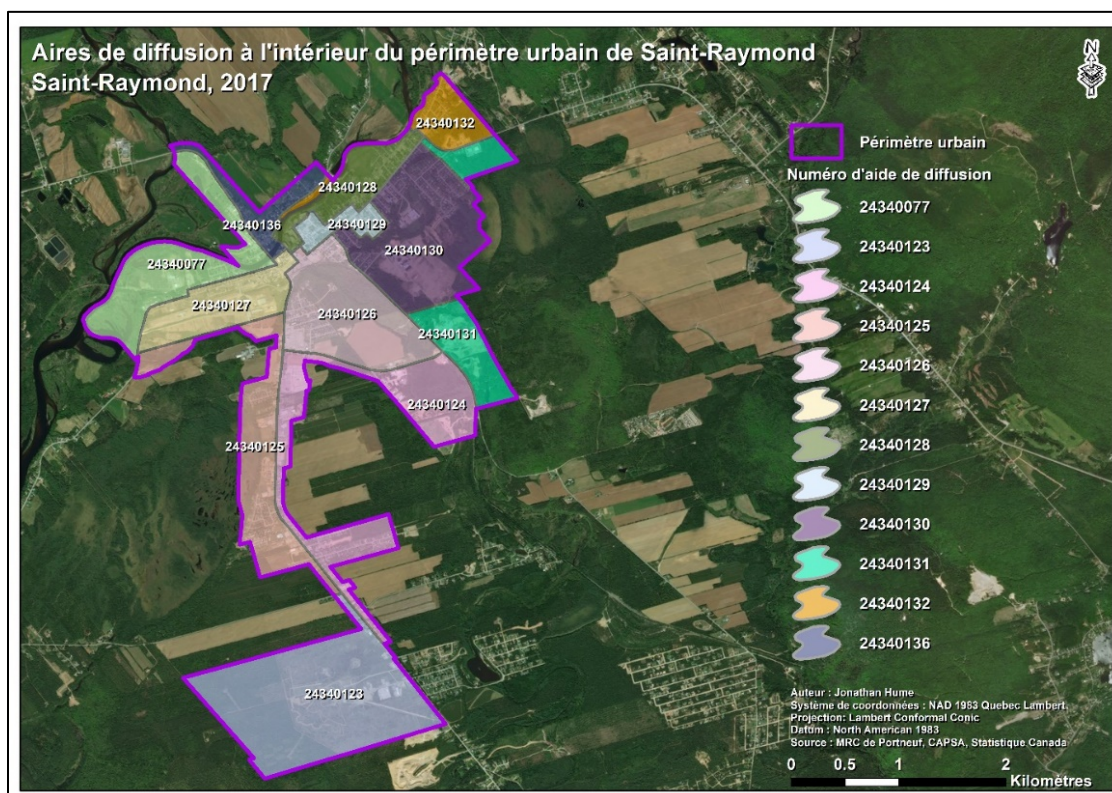 Aires de diffusion à l'intérieur du périmètre urbain de Saint-Raymond
Saint-Raymond, 2017
N
24340132
24340128
24340136
24340129
24340130
24340077
24340127
24340126
24340131
24340124
24340125
24340123
Périmètre urbain
Numéro d'aide de diffusion
24340077
24340123
24340124
24340125
24340126
24340127
24340128
24340129
24340130
24340131
24340132
24340136
Auteur : Jonathan Hume
Système de coordonnées : NAD 1983 Quebec Lambert
Projection: Lambert Conformal Conic
Datum : North American 1983
Source : MRC de Portneuf, CAPSA, Statistique Canada
0 0.5 1 2
Kilomètres